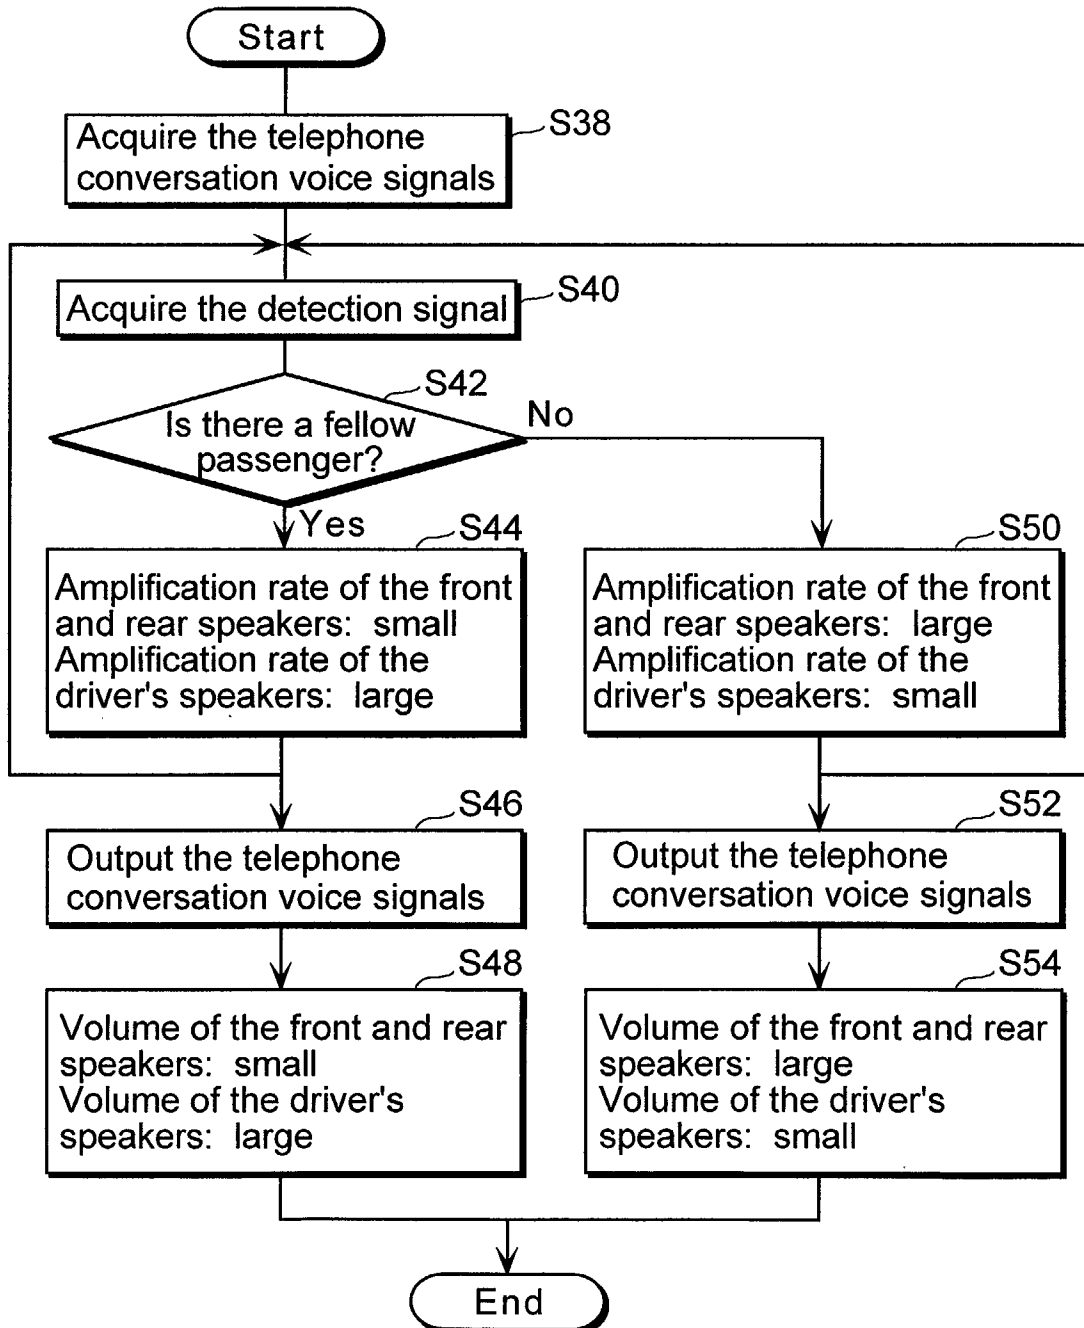 Start
S38
Acquire the telephone
conversation voice signals
S40
Acquire the detection signal
S42
Is there a fellow
passenger?
No
Yes
S44
Amplification rate of the front
and rear speakers: small
Amplification rate of the
driver's speakers: large
S50
Amplification rate of the front
and rear speakers: large
Amplification rate of the
driver's speakers: small
S46
Output the telephone
conversation voice signals
S52
Output the telephone
conversation voice signals
S48
Volume of the front and rear
speakers: small
Volume of the driver's
speakers: large
S54
Volume of the front and rear
speakers: large
Volume of the driver's
speakers: small
End